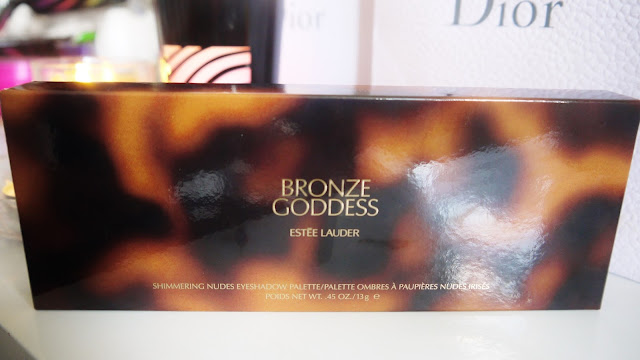 Dior
BRONZE
GODDESS
ESTĒE LAUDER
SHIMMERING NUDES EYESHADOW PALETTE/PALETTE OMBRES À PAUPIÈRES NUDES IRISÉS
POIDS NET WT. .45 OZ./13g ℮